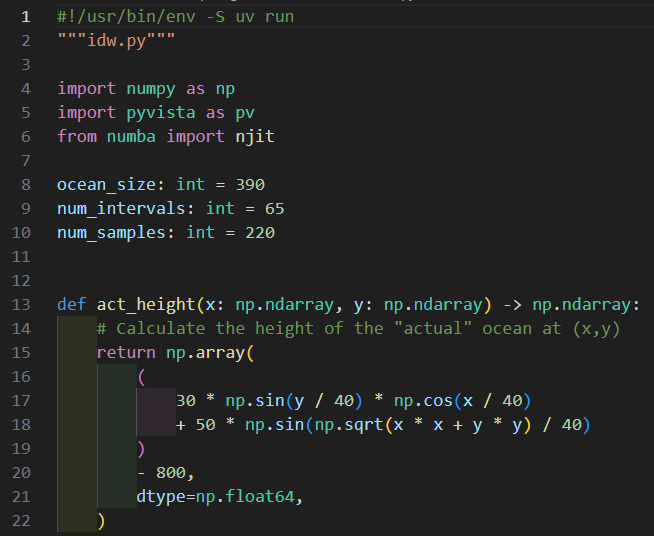 1 #!/usr/bin/env -S uv run
2 """idw.py"""
3
4 import numpy as np
5 import pyvista as pv
6 from numba import njit
7
8 ocean_size: int = 390
9 num_intervals: int = 65
10 num_samples: int = 220
11
12
13 def act_height(x: np.ndarray, y: np.ndarray) -> np.ndarray:
14     # Calculate the height of the "actual" ocean at (x,y)
15     return np.array(
16         (
17             30 * np.sin(y / 40) * np.cos(x / 40)
18             + 50 * np.sin(np.sqrt(x * x + y * y) / 40)
19         )
20         - 800,
21         dtype=np.float64,
22     )